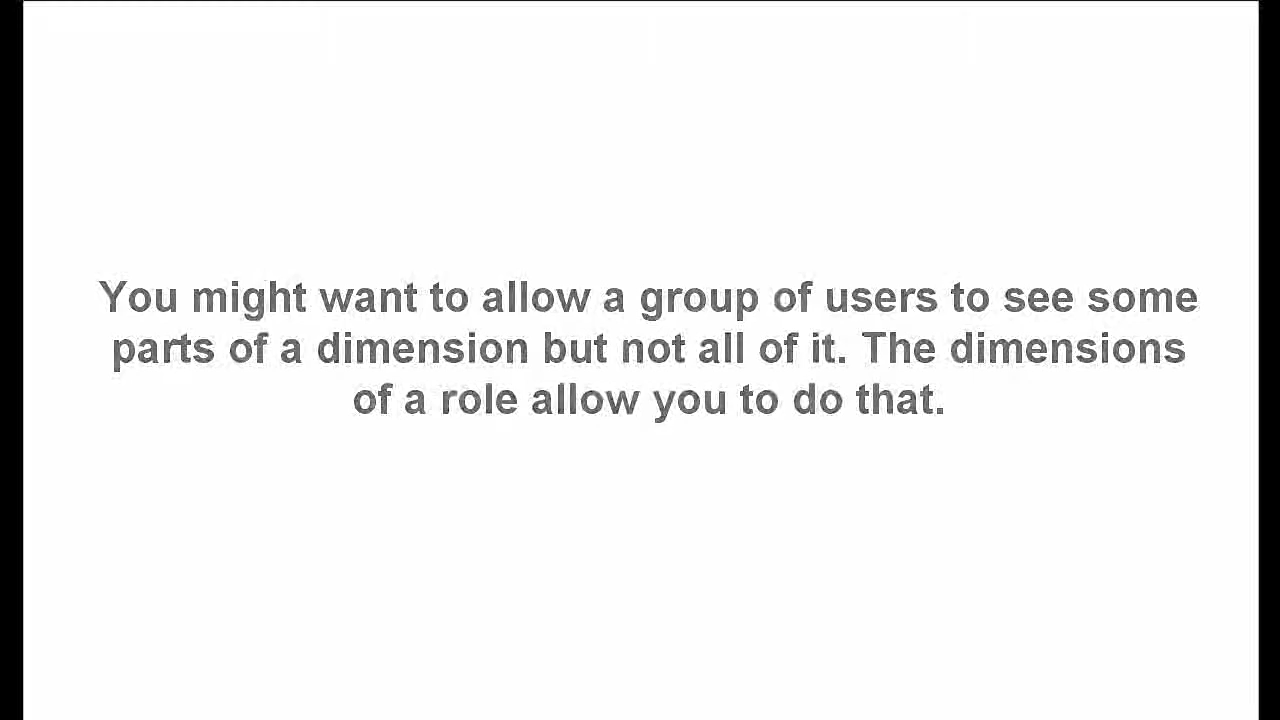 You might want to allow a group of users to see some
parts of a dimension but not all of it. The dimensions
of a role allow you to do that.